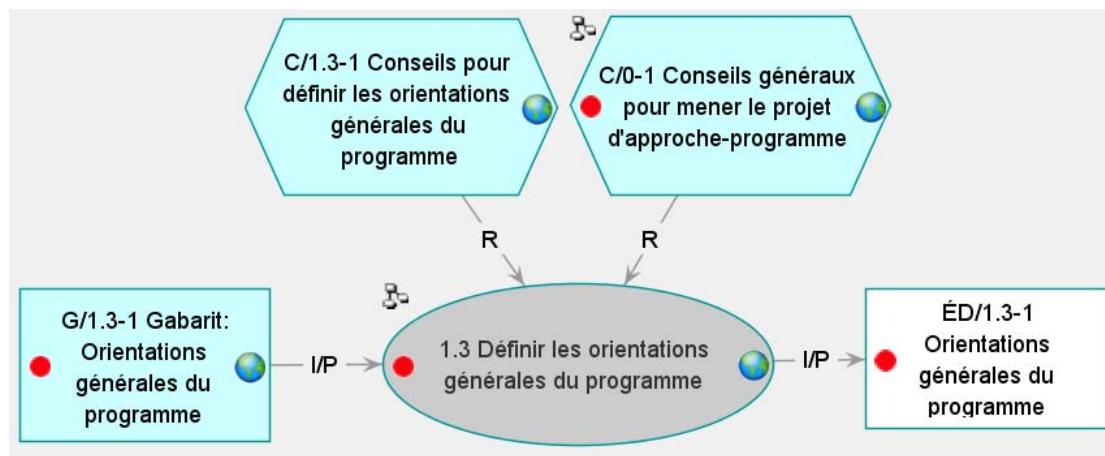 C/1.3-1 Conseils pour
définir les orientations
générales du
programme
C/0-1 Conseils généraux
pour mener le projet
d'approche-programme
R
R
G/1.3-1 Gabarit:
Orientations
générales du
programme
I/P
1.3 Définir les orientations
générales du programme
I/P
ÉD/1.3-1
Orientations
générales du
programme